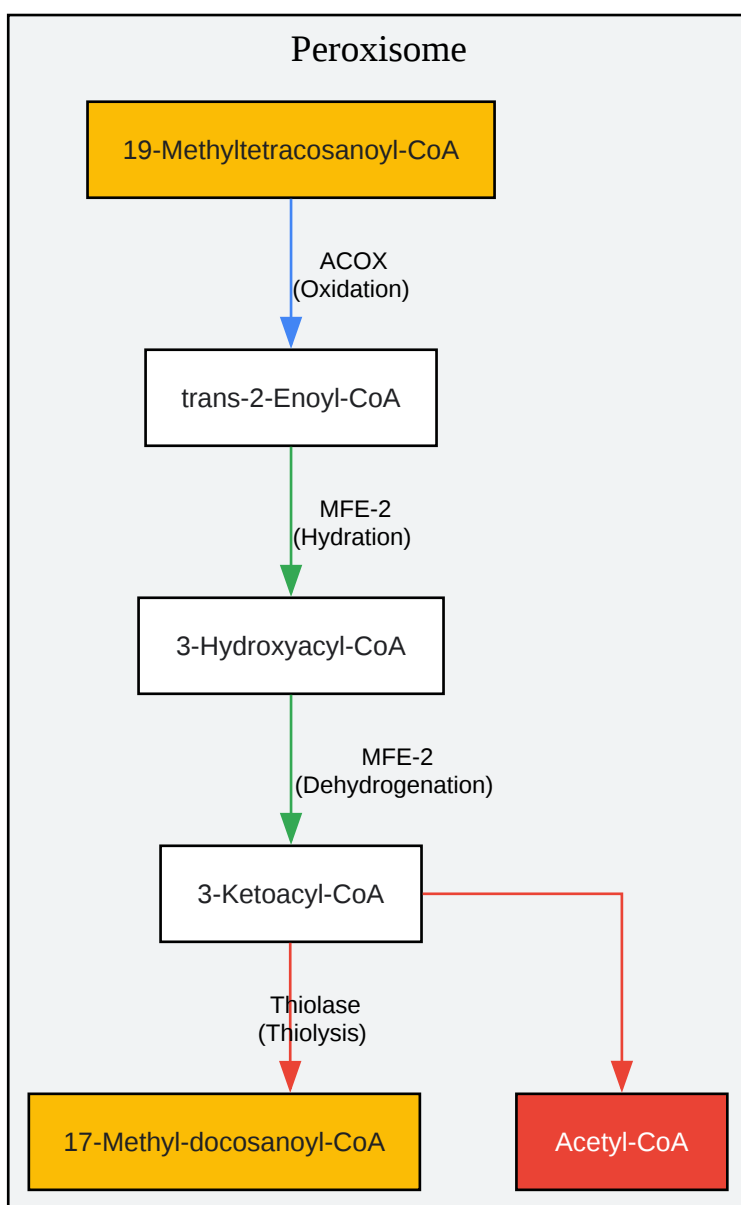 Peroxisome
19-Methyltetracosanoyl-CoA
ACOX
(Oxidation)
trans-2-Enoyl-CoA
MFE-2
(Hydration)
3-Hydroxyacyl-CoA
MFE-2
(Dehydrogenation)
3-Ketoacyl-CoA
Thiolase
(Thiolysis)
17-Methyl-docosanoyl-CoA
Acetyl-CoA